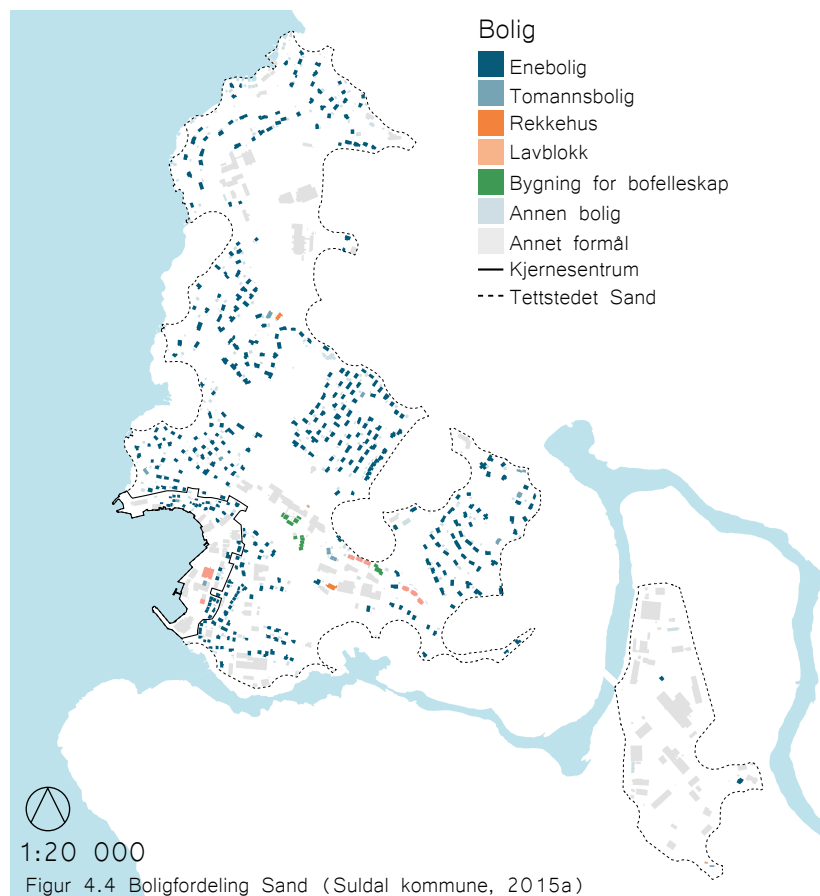 Bolig
Enebolig
Tomannsbolig
Rekkehus
Lavblokk
Bygning for bofelleskap
Annen bolig
Annet formål
Kjernesentrum
Tettstedet Sand
1:20 000
Figur 4.4 Boligfordeling Sand (Suldal kommune, 2015a)